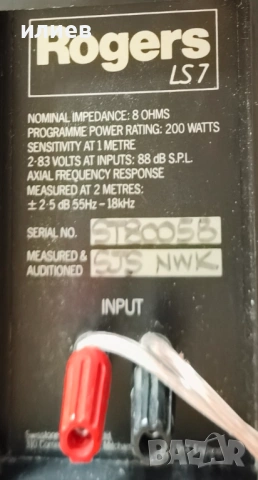 илиев
Rogers
LS7
NOMINAL IMPEDANCE: 8 OHMS
PROGRAMME POWER RATING: 200 WATTS
SENSITIVITY AT 1 METRE
2·83 VOLTS AT INPUTS: 88 dB S.P.L.
AXIAL FREQUENCY RESPONSE
MEASURED AT 2 METRES:
± 2·5 dB 55Hz – 18kHz
SERIAL NO. ST8005B
MEASURED & AUDITIONED SJS NWK
INPUT
BAZAR